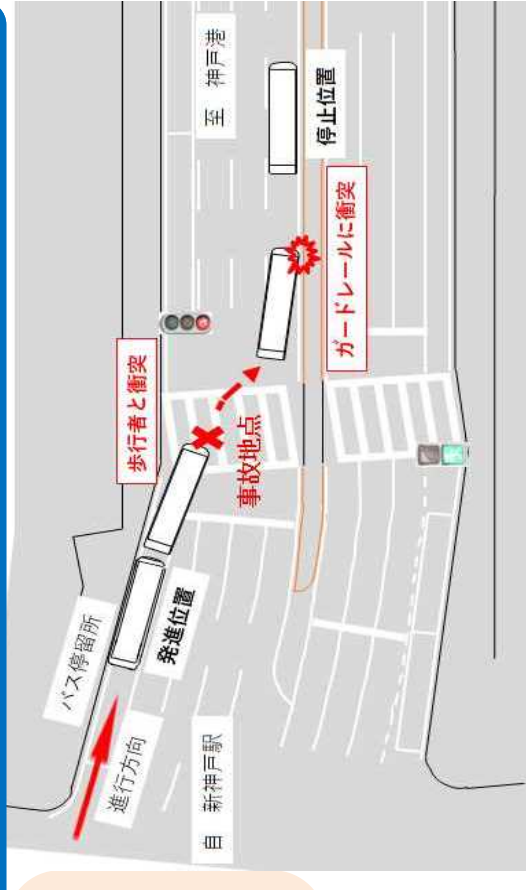 バス停留所
進行方向
自 新神戸駅
発進位置
歩行者と衝突
事故地点
ガードレールに衝突
停止位置
至 神戸港